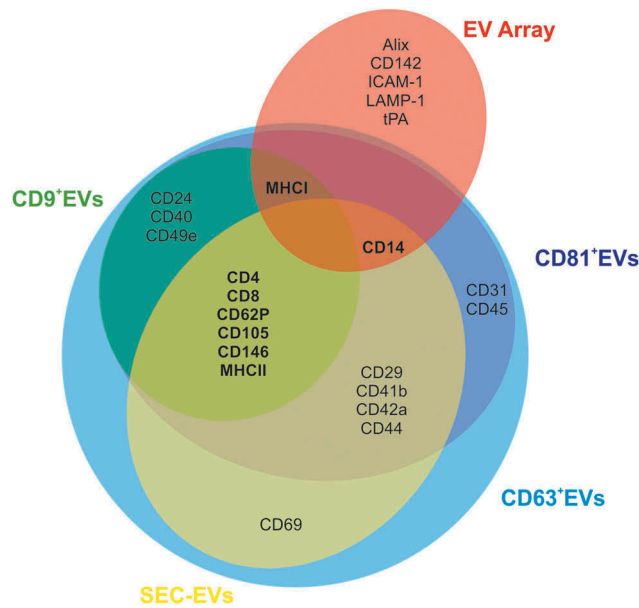 EV Array
Alix
CD142
ICAM-1
LAMP-1
tPA
MHCI
CD9⁺EVs
CD24
CD40
CD49e
CD14
CD81⁺EVs
CD4
CD8
CD62P
CD105
CD146
MHCII
CD31
CD45
CD29
CD41b
CD42a
CD44
CD63⁺EVs
CD69
SEC-EVs